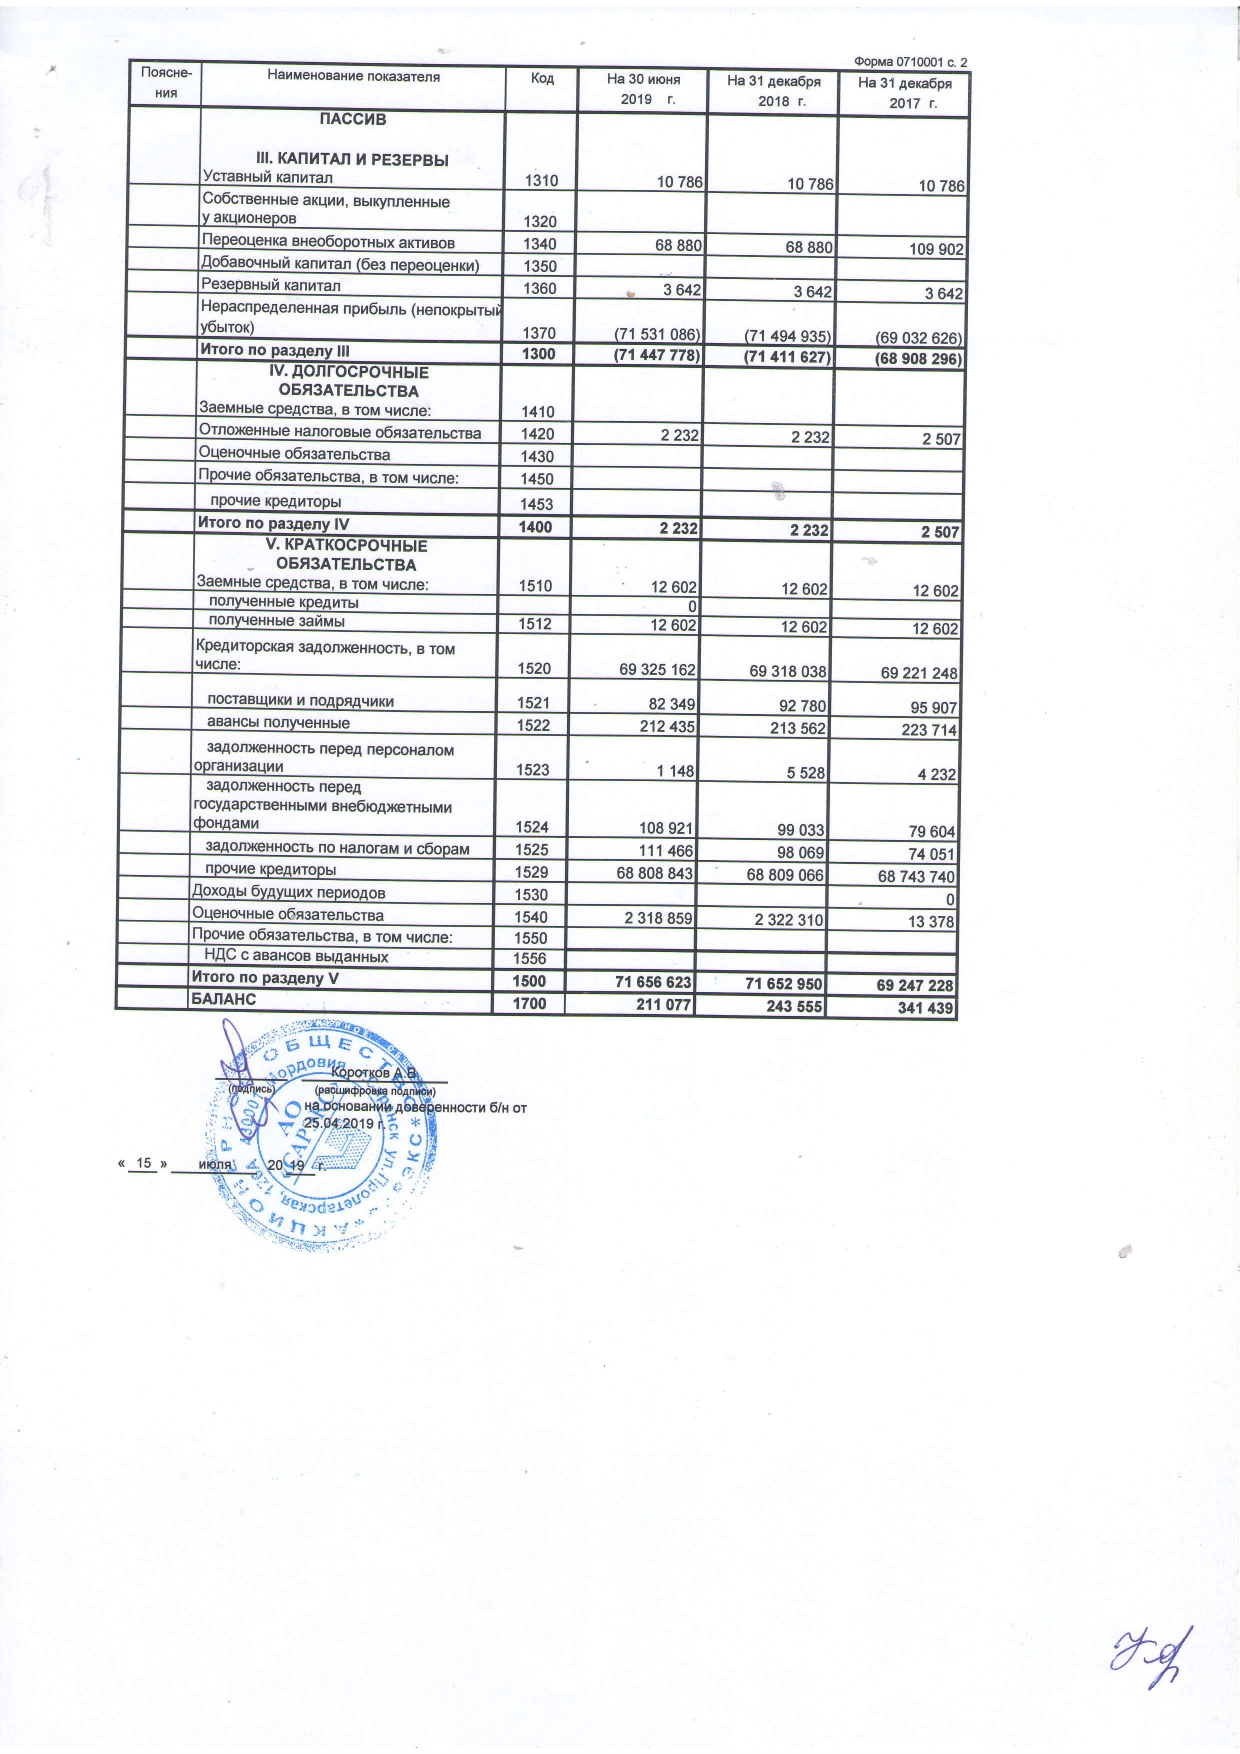 Форма 0710001 с. 2
Поясне-ния Наименование показателя Код На 30 июня 2019 г. На 31 декабря 2018 г. На 31 декабря 2017 г.
ПАССИВ
III. КАПИТАЛ И РЕЗЕРВЫ
Уставный капитал 1310 10 786 10 786 10 786
Собственные акции, выкупленные
у акционеров 1320
Переоценка внеоборотных активов 1340 68 880 68 880 109 902
Добавочный капитал (без переоценки) 1350
Резервный капитал 1360 3 642 3 642 3 642
Нераспределенная прибыль (непокрытый
убыток) 1370 (71 531 086) (71 494 935) (69 032 626)
Итого по разделу III 1300 (71 447 778) (71 411 627) (68 908 296)
IV. ДОЛГОСРОЧНЫЕ
ОБЯЗАТЕЛЬСТВА
Заемные средства, в том числе: 1410
Отложенные налоговые обязательства 1420 2 232 2 232 2 507
Оценочные обязательства 1430
Прочие обязательства, в том числе: 1450
прочие кредиторы 1453
Итого по разделу IV 1400 2 232 2 232 2 507
V. КРАТКОСРОЧНЫЕ
ОБЯЗАТЕЛЬСТВА
Заемные средства, в том числе: 1510 12 602 12 602 12 602
полученные кредиты 0
полученные займы 1512 12 602 12 602 12 602
Кредиторская задолженность, в том
числе: 1520 69 325 162 69 318 038 69 221 248
поставщики и подрядчики 1521 82 349 92 780 95 907
авансы полученные 1522 212 435 213 562 223 714
задолженность перед персоналом
организации 1523 1 148 5 528 4 232
задолженность перед
государственными внебюджетными
фондами 1524 108 921 99 033 79 604
задолженность по налогам и сборам 1525 111 466 98 069 74 051
прочие кредиторы 1529 68 808 843 68 809 066 68 743 740
Доходы будущих периодов 1530 0
Оценочные обязательства 1540 2 318 859 2 322 310 13 378
Прочие обязательства, в том числе: 1550
НДС с авансов выданных 1556
Итого по разделу V 1500 71 656 623 71 652 950 69 247 228
БАЛАНС 1700 211 077 243 555 341 439
Коротков А.В.
(подпись) (расшифровка подписи)
на основании доверенности б/н от
25.04.2019 г.
« 15 » июля 20 19 г.
ОБЩЕСТВО
Мордовия
ул.Пролетарская,
АО